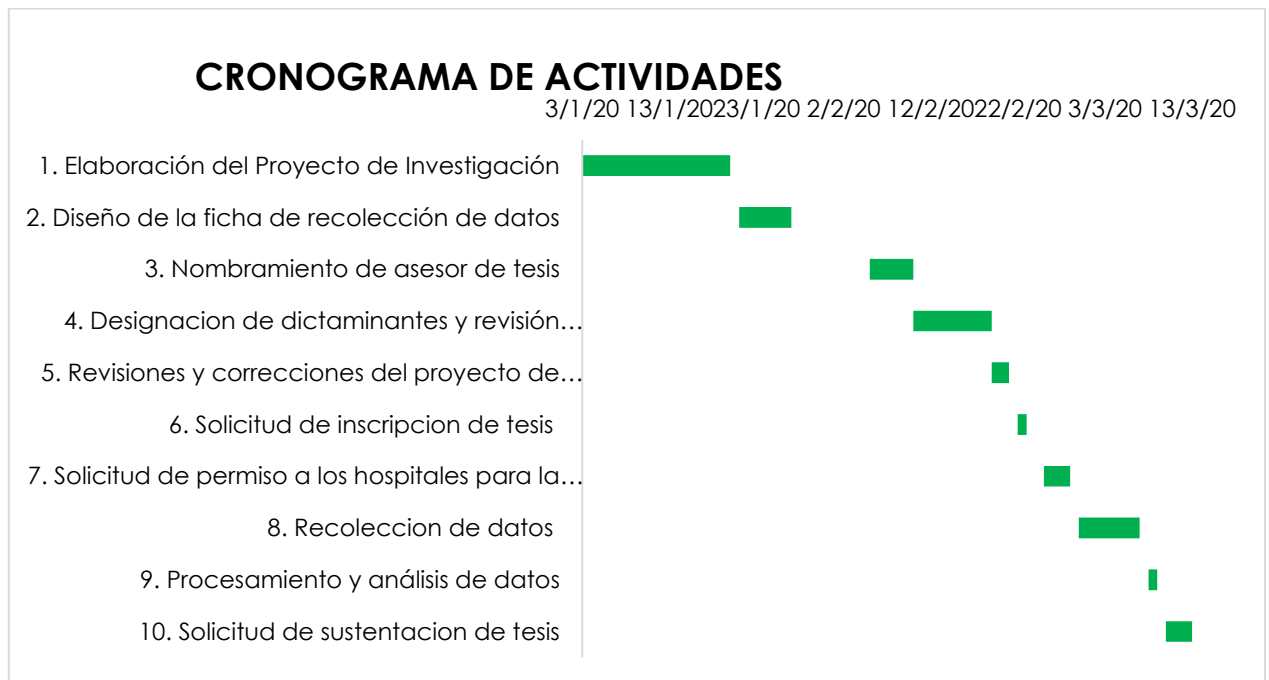 CRONOGRAMA DE ACTIVIDADES
3/1/20 13/1/2023/1/20 2/2/20 12/2/2022/2/20 3/3/20 13/3/20
1. Elaboración del Proyecto de Investigación
2. Diseño de la ficha de recolección de datos
3. Nombramiento de asesor de tesis
4. Designacion de dictaminantes y revisión…
5. Revisiones y correcciones del proyecto de…
6. Solicitud de inscripcion de tesis
7. Solicitud de permiso a los hospitales para la…
8. Recoleccion de datos
9. Procesamiento y análisis de datos
10. Solicitud de sustentacion de tesis